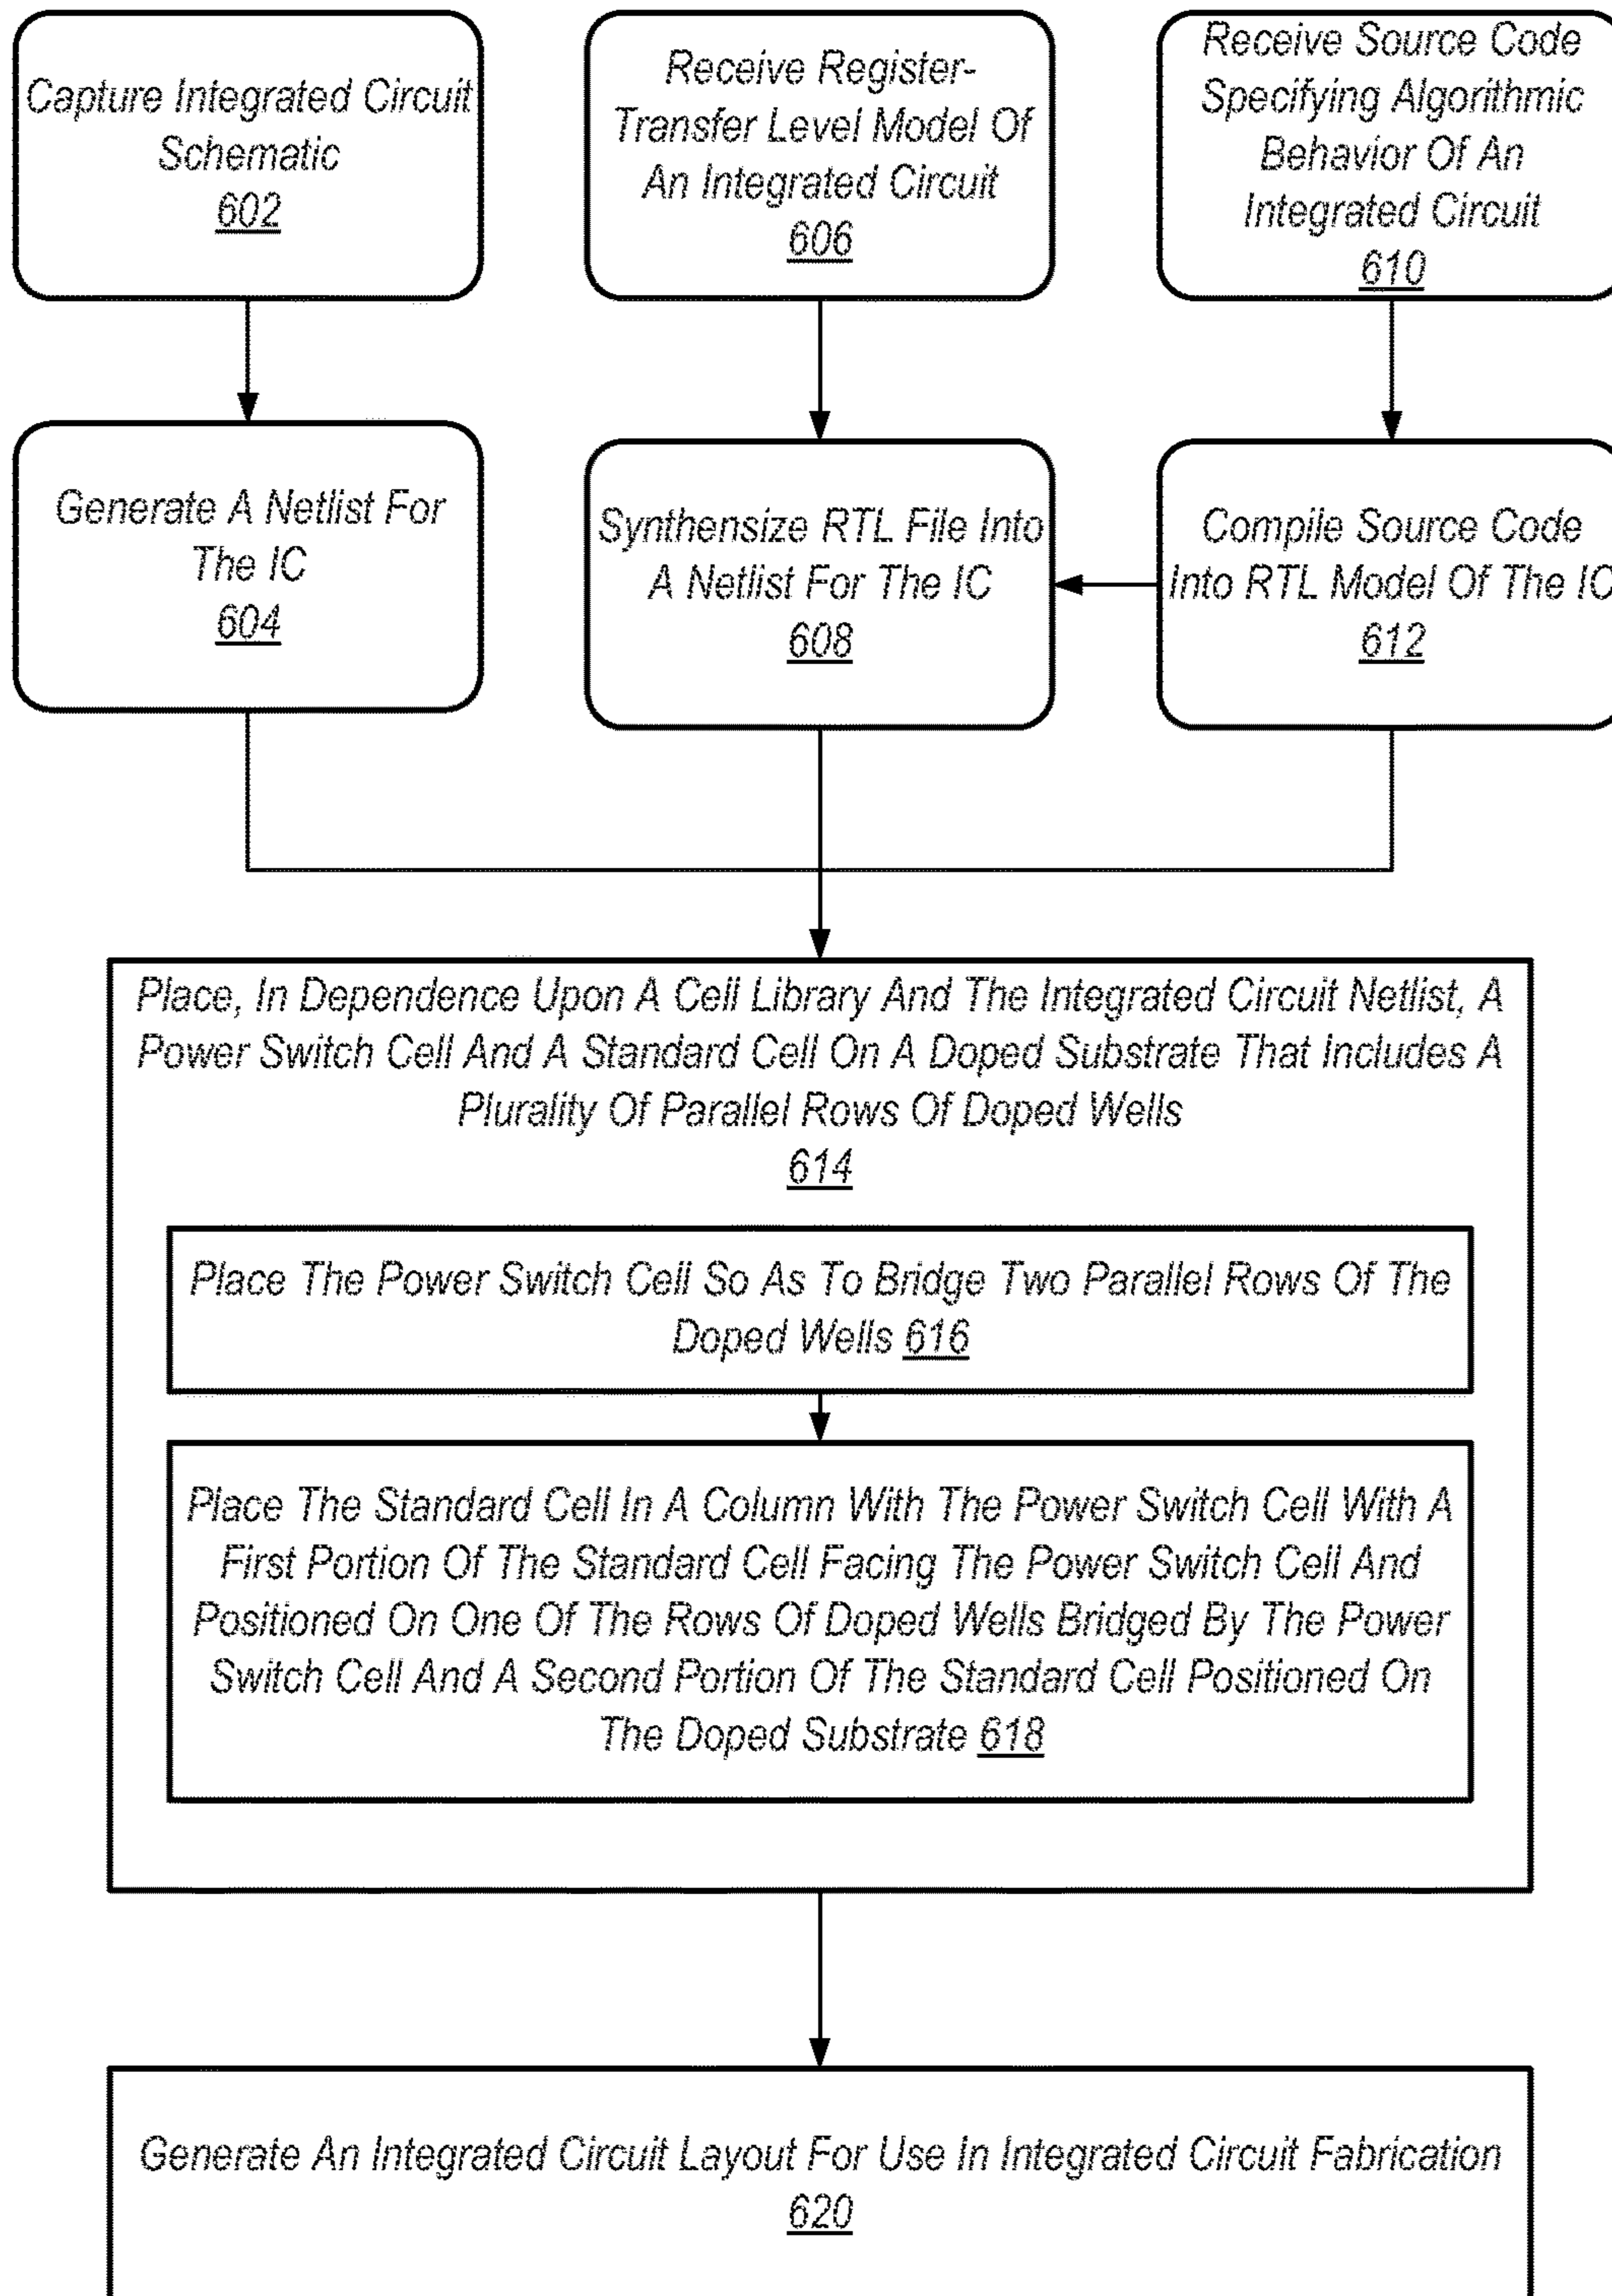 Capture Integrated Circuit
Schematic
602
Receive Register-
Transfer Level Model Of
An Integrated Circuit
606
Receive Source Code
Specifying Algorithmic
Behavior Of An
Integrated Circuit
610
Generate A Netlist For
The IC
604
Synthensize RTL File Into
A Netlist For The IC
608
Compile Source Code
Into RTL Model Of The IC
612
Place, In Dependence Upon A Cell Library And The Integrated Circuit Netlist, A
Power Switch Cell And A Standard Cell On A Doped Substrate That Includes A
Plurality Of Parallel Rows Of Doped Wells
614
Place The Power Switch Cell So As To Bridge Two Parallel Rows Of The
Doped Wells 616
Place The Standard Cell In A Column With The Power Switch Cell With A
First Portion Of The Standard Cell Facing The Power Switch Cell And
Positioned On One Of The Rows Of Doped Wells Bridged By The Power
Switch Cell And A Second Portion Of The Standard Cell Positioned On
The Doped Substrate 618
Generate An Integrated Circuit Layout For Use In Integrated Circuit Fabrication
620